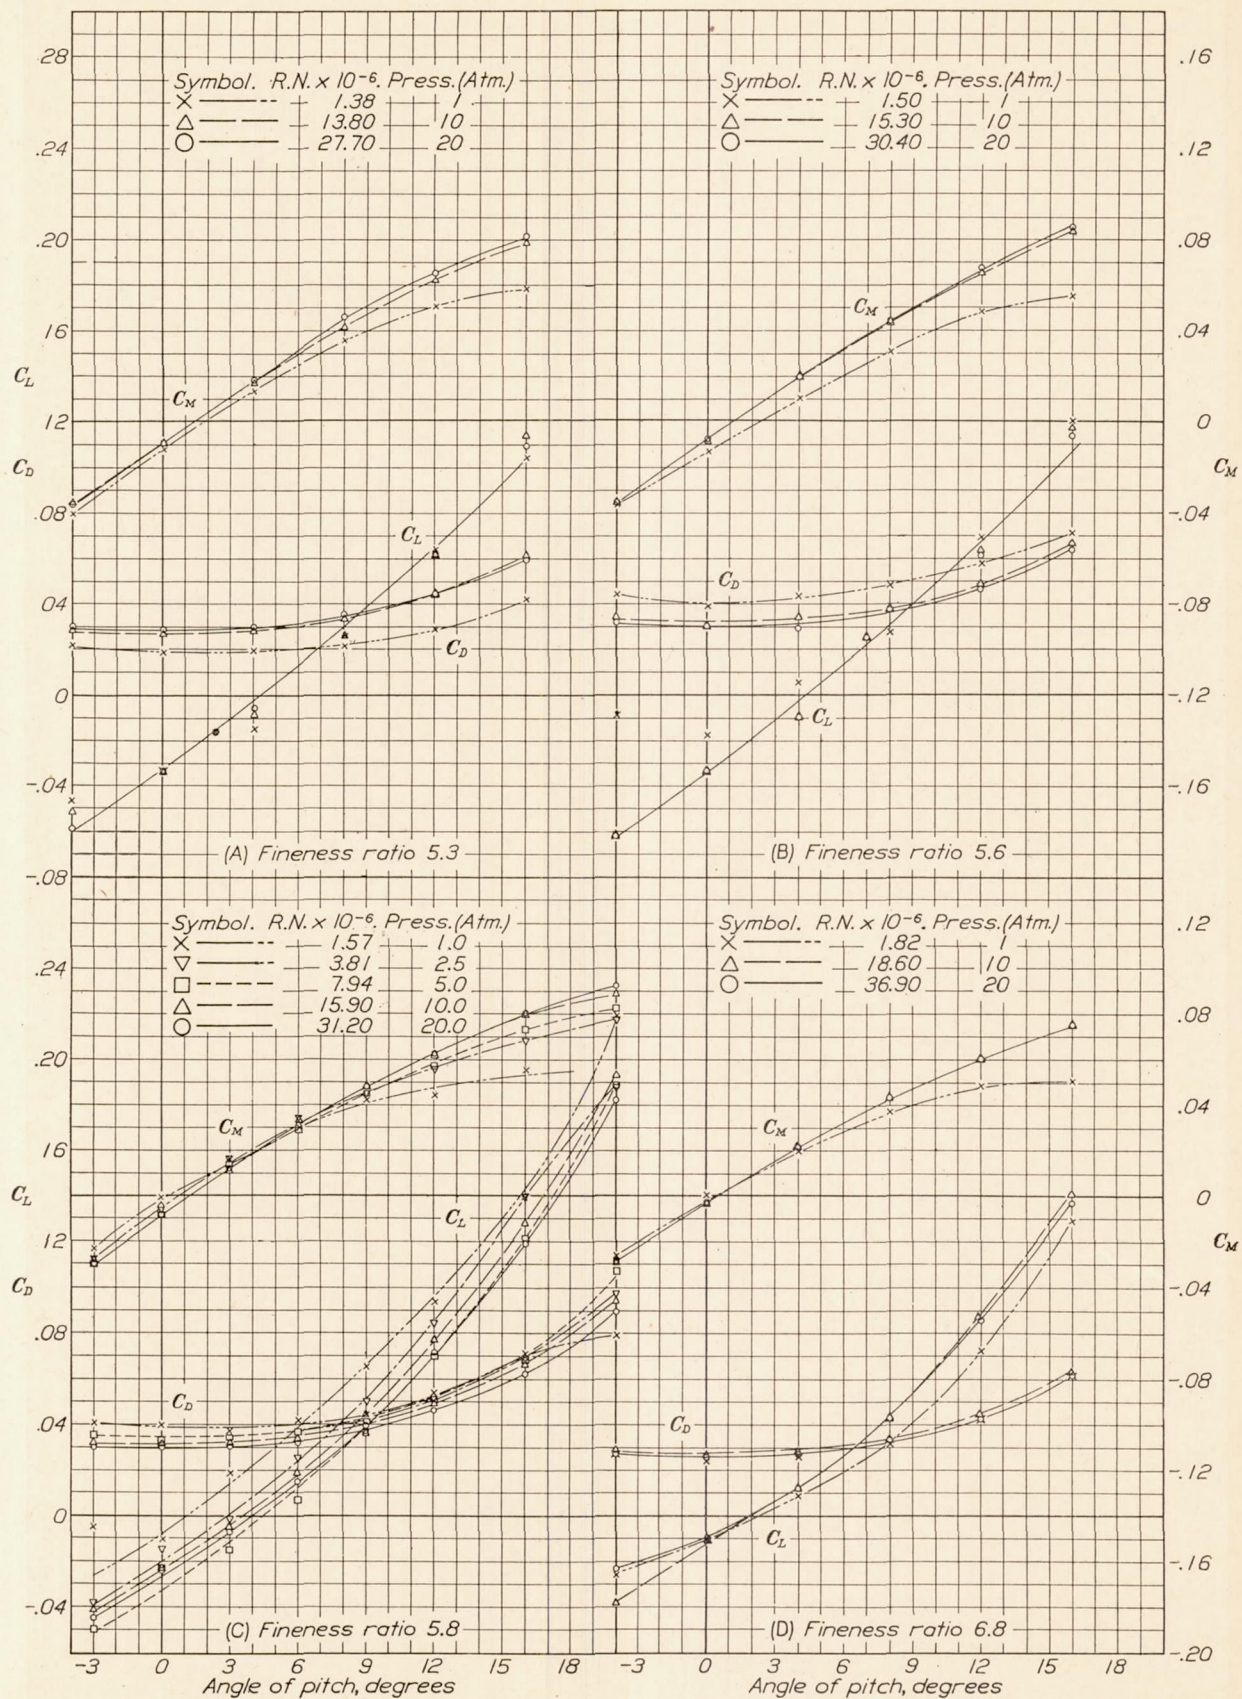 Symbol. R.N. × 10⁻⁶. Press.(Atm.)
× 1.38 1
△ 13.80 10
○ 27.70 20
Symbol. R.N. × 10⁻⁶. Press.(Atm.)
× 1.50 1
△ 15.30 10
○ 30.40 20
.28
.24
.20
16
12
.08
04
0
-.04
-.08
C_L
C_D
.16
.12
.08
.04
0
-.04
-.08
-.12
-.16
C_M
C_M
C_L
C_D
(A) Fineness ratio 5.3
C_M
C_D
C_L
(B) Fineness ratio 5.6
Symbol. R.N. × 10⁻⁶. Press.(Atm.)
× 1.57 1.0
▽ 3.81 2.5
□ 7.94 5.0
△ 15.90 10.0
○ 31.20 20.0
Symbol. R.N. × 10⁻⁶. Press.(Atm.)
× 1.82 1
△ 18.60 10
○ 36.90 20
.24
.20
16
12
.08
.04
0
-.04
C_L
C_D
.12
.08
.04
0
-.04
-.08
-.12
-.16
-.20
C_M
C_M
C_L
C_D
(C) Fineness ratio 5.8
C_M
C_D
C_L
(D) Fineness ratio 6.8
-3 0 3 6 9 12 15 18
-3 0 3 6 9 12 15 18
Angle of pitch, degrees
Angle of pitch, degrees